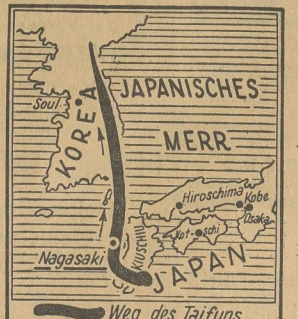 JAPANISCHES
MERR
Soul
KOREA
Hiroschima
Kobe
Osaka
Kot-schi
KIUSCHIU
JAPAN
Nagasaki
Weg des Taifuns